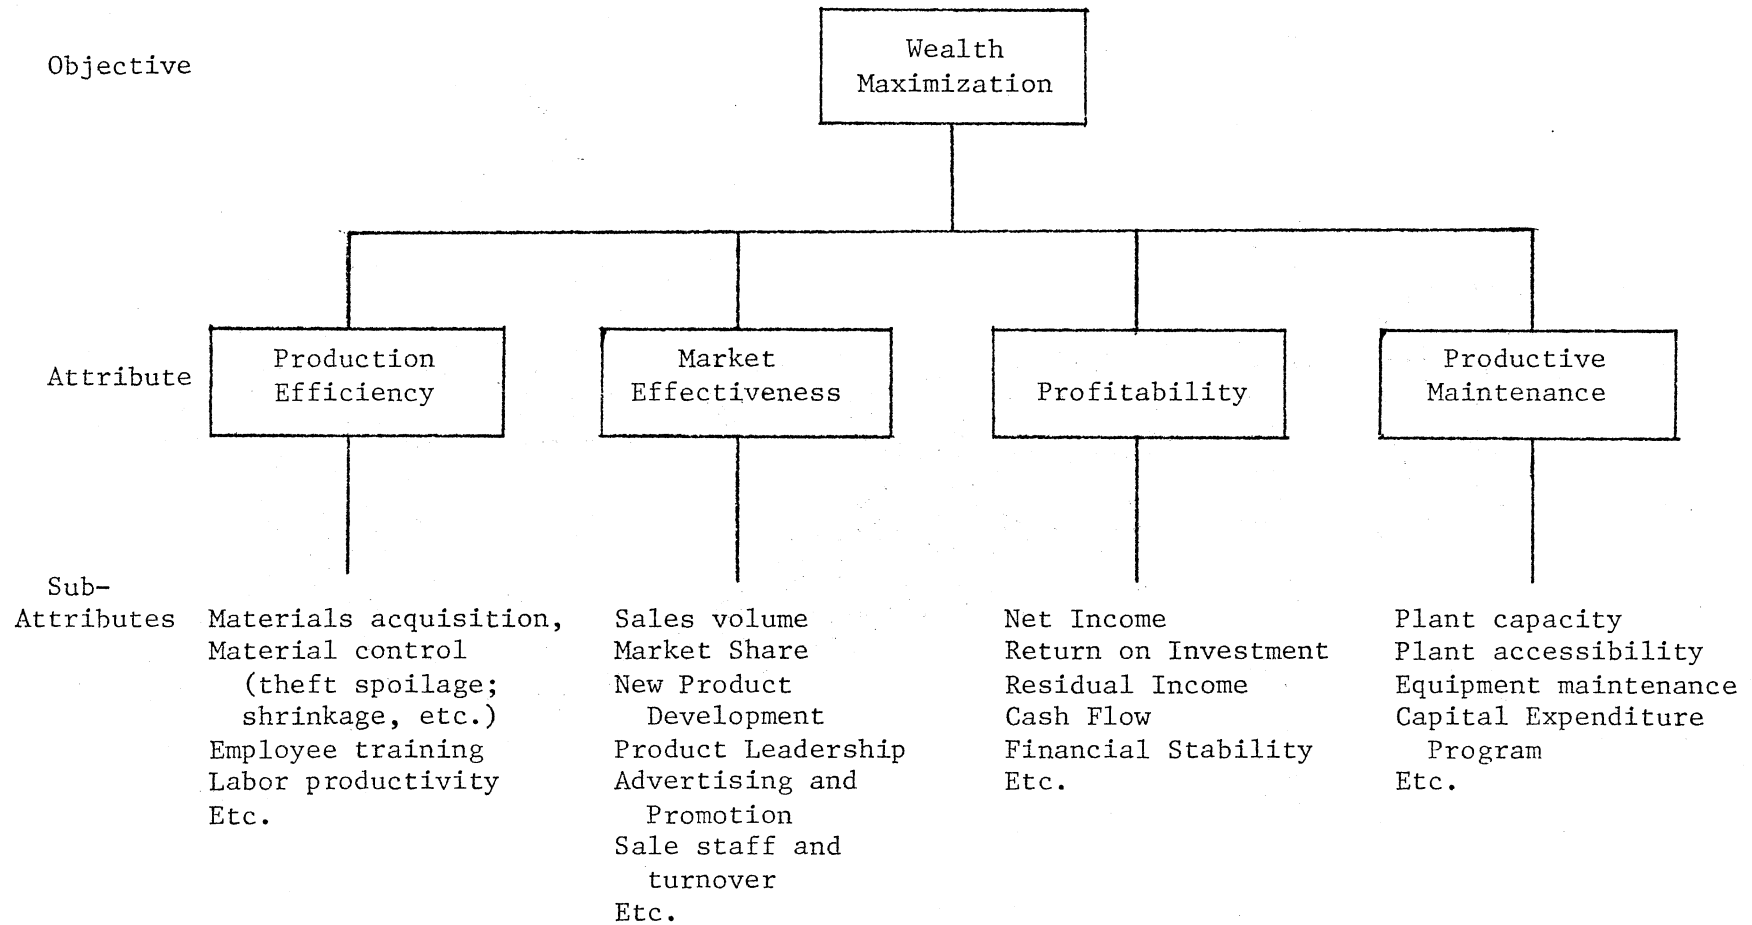 Objective
Wealth
Maximization
Attribute
Production
Efficiency
Market
Effectiveness
Profitability
Productive
Maintenance
Sub-
Attributes
Materials acquisition,
Material control
(theft spoilage;
shrinkage, etc.)
Employee training
Labor productivity
Etc.
Sales volume
Market Share
New Product
Development
Product Leadership
Advertising and
Promotion
Sale staff and
turnover
Etc.
Net Income
Return on Investment
Residual Income
Cash Flow
Financial Stability
Etc.
Plant capacity
Plant accessibility
Equipment maintenance
Capital Expenditure
Program
Etc.